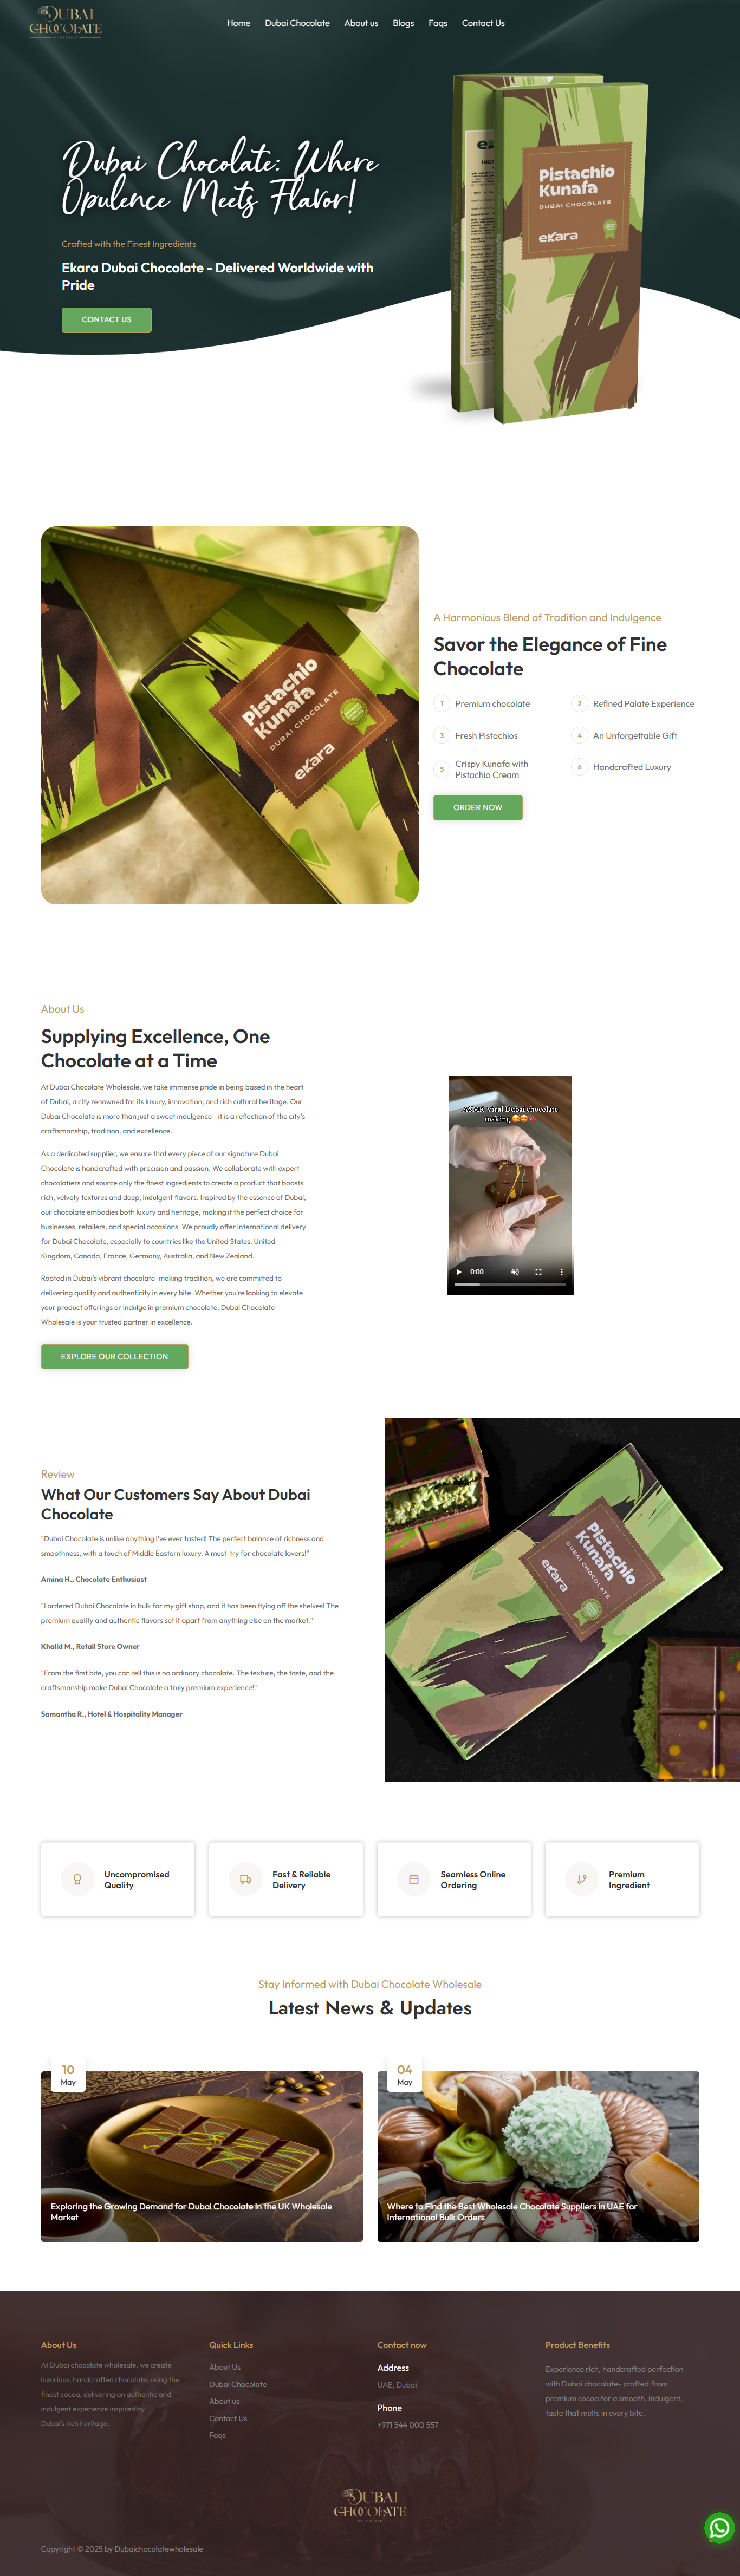 DUBAI
CHOCOLATE
WHOLESALE
Home Dubai Chocolate About us Blogs Faqs Contact Us
Dubai Chocolate: Where
Opulence Meets Flavor!
Crafted with the Finest Ingredients
Ekara Dubai Chocolate - Delivered Worldwide with
Pride
CONTACT US
Pistachio
Kunafa
DUBAI CHOCOLATE
ekara
Pistachio
Kunafa
DUBAI CHOCOLATE
ekara
A Harmonious Blend of Tradition and Indulgence
Savor the Elegance of Fine
Chocolate
1 Premium chocolate
2 Refined Palate Experience
3 Fresh Pistachios
4 An Unforgettable Gift
5 Crispy Kunafa with
Pistachio Cream
6 Handcrafted Luxury
ORDER NOW
About Us
Supplying Excellence, One
Chocolate at a Time
At Dubai Chocolate Wholesale, we take immense pride in being based in the heart
of Dubai, a city renowned for its luxury, innovation, and rich cultural heritage. Our
Dubai Chocolate is more than just a sweet indulgence—it is a reflection of the city's
craftsmanship, tradition, and excellence.
As a dedicated supplier, we ensure that every piece of our signature Dubai
Chocolate is handcrafted with precision and passion. We collaborate with expert
chocolatiers and source only the finest ingredients to create a product that boasts
rich, velvety textures and deep, indulgent flavors. Inspired by the essence of Dubai,
our chocolate embodies both luxury and heritage, making it the perfect choice for
businesses, retailers, and special occasions. We proudly offer international delivery
for Dubai Chocolate, especially to countries like the United States, United
Kingdom, Canada, France, Germany, Australia, and New Zealand.
Rooted in Dubai's vibrant chocolate-making tradition, we are committed to
delivering quality and authenticity in every bite. Whether you're looking to elevate
your product offerings or indulge in premium chocolate, Dubai Chocolate
Wholesale is your trusted partner in excellence.
EXPLORE OUR COLLECTION
ASMR Viral Dubai chocolate
making 🥰😍🍫
0:00
Review
What Our Customers Say About Dubai
Chocolate
"Dubai Chocolate is unlike anything I've ever tasted! The perfect balance of richness and
smoothness, with a touch of Middle Eastern luxury. A must-try for chocolate lovers!"
Amina H., Chocolate Enthusiast
"I ordered Dubai Chocolate in bulk for my gift shop, and it has been flying off the shelves! The
premium quality and authentic flavors set it apart from anything else on the market."
Khalid M., Retail Store Owner
"From the first bite, you can tell this is no ordinary chocolate. The texture, the taste, and the
craftsmanship make Dubai Chocolate a truly premium experience!"
Samantha R., Hotel & Hospitality Manager
Pistachio
Kunafa
DUBAI CHOCOLATE
ekara
Uncompromised
Quality
Fast & Reliable
Delivery
Seamless Online
Ordering
Premium
Ingredient
Stay Informed with Dubai Chocolate Wholesale
Latest News & Updates
10
May
Exploring the Growing Demand for Dubai Chocolate in the UK Wholesale
Market
04
May
Where to Find the Best Wholesale Chocolate Suppliers in UAE for
International Bulk Orders
About Us
At Dubai chocolate wholesale, we create
luxurious, handcrafted chocolate, using the
finest cocoa, delivering an authentic and
indulgent experience inspired by
Dubai's rich heritage.
Quick Links
About Us
Dubai Chocolate
About us
Contact Us
Faqs
Contact now
Address
UAE, Dubai
Phone
+971 544 000 557
Product Benefits
Experience rich, handcrafted perfection
with Dubai chocolate- crafted from
premium cocoa for a smooth, indulgent,
taste that melts in every bite.
DUBAI
CHOCOLATE
WHOLESALE
Copyright © 2025 by Dubaichocolatewholesale